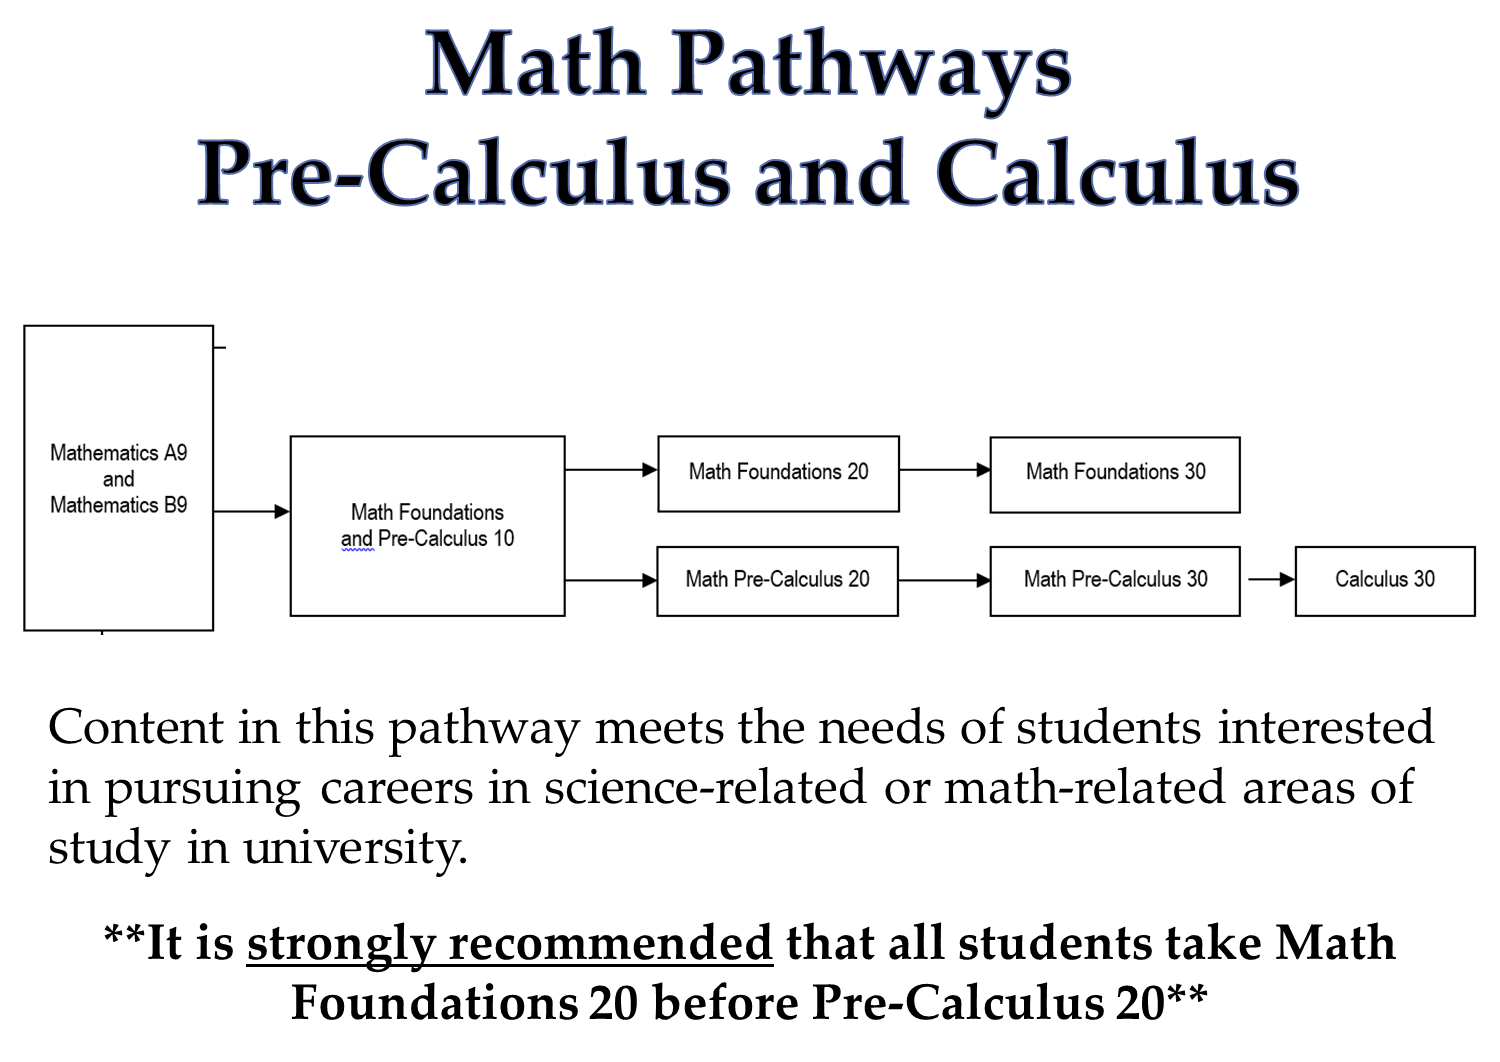 Math Pathways
Pre-Calculus and Calculus
Mathematics A9
and
Mathematics B9
Math Foundations
and Pre-Calculus 10
Math Foundations 20
Math Foundations 30
Math Pre-Calculus 20
Math Pre-Calculus 30
Calculus 30
Content in this pathway meets the needs of students interested
in pursuing careers in science-related or math-related areas of
study in university.
**It is strongly recommended that all students take Math
Foundations 20 before Pre-Calculus 20**